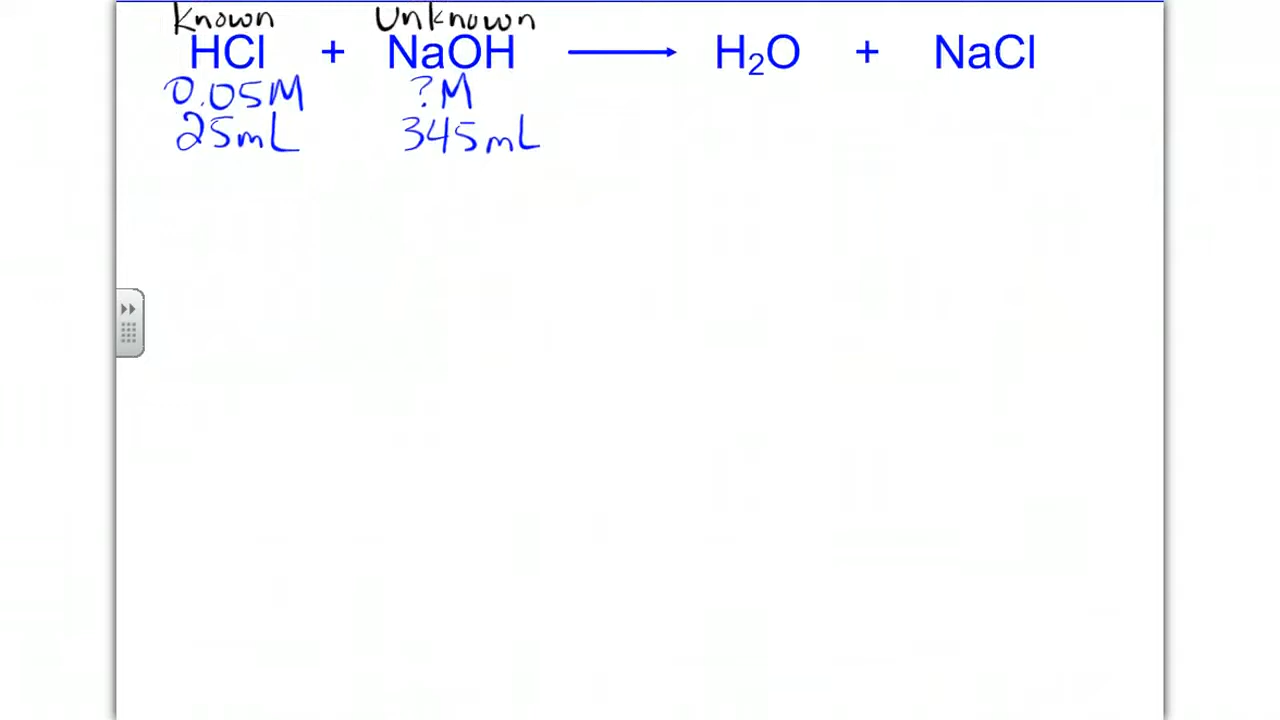 Known Unknown
HCl + NaOH ⟶ H₂O + NaCl
0.05M ?M
25mL 345mL